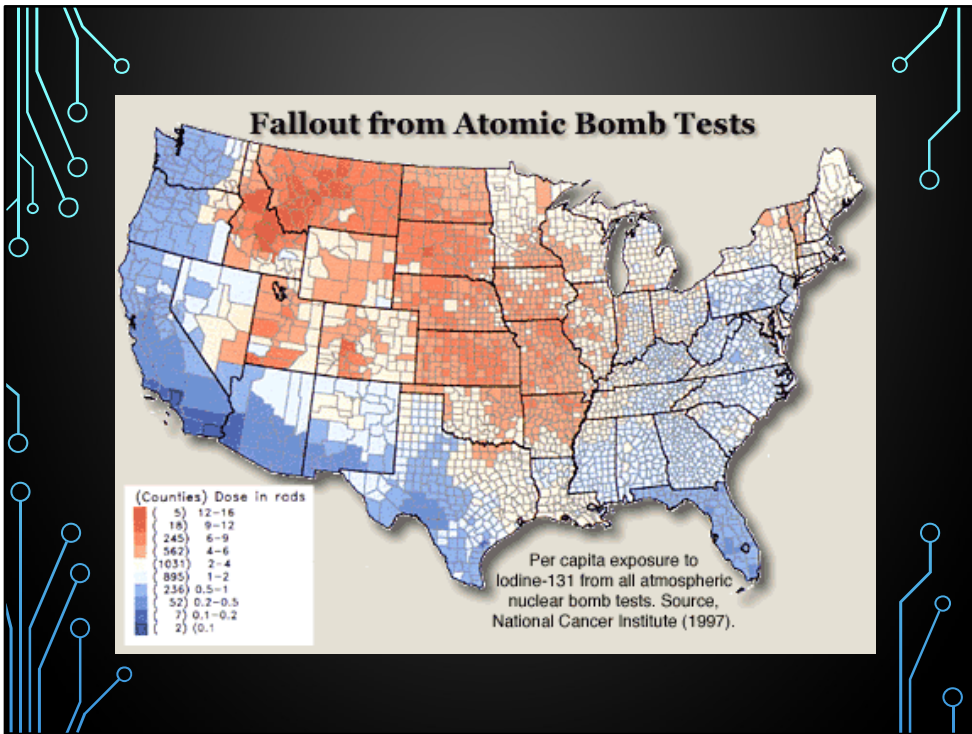 Fallout from Atomic Bomb Tests
(Counties) Dose in rads
( 5) 12-16
( 18) 9-12
( 245) 6-9
( 562) 4-6
(1031) 2-4
( 895) 1-2
( 236) 0.5-1
( 52) 0.2-0.5
( 7) 0.1-0.2
( 2) (0.1
Per capita exposure to
Iodine-131 from all atmospheric
nuclear bomb tests. Source,
National Cancer Institute (1997).